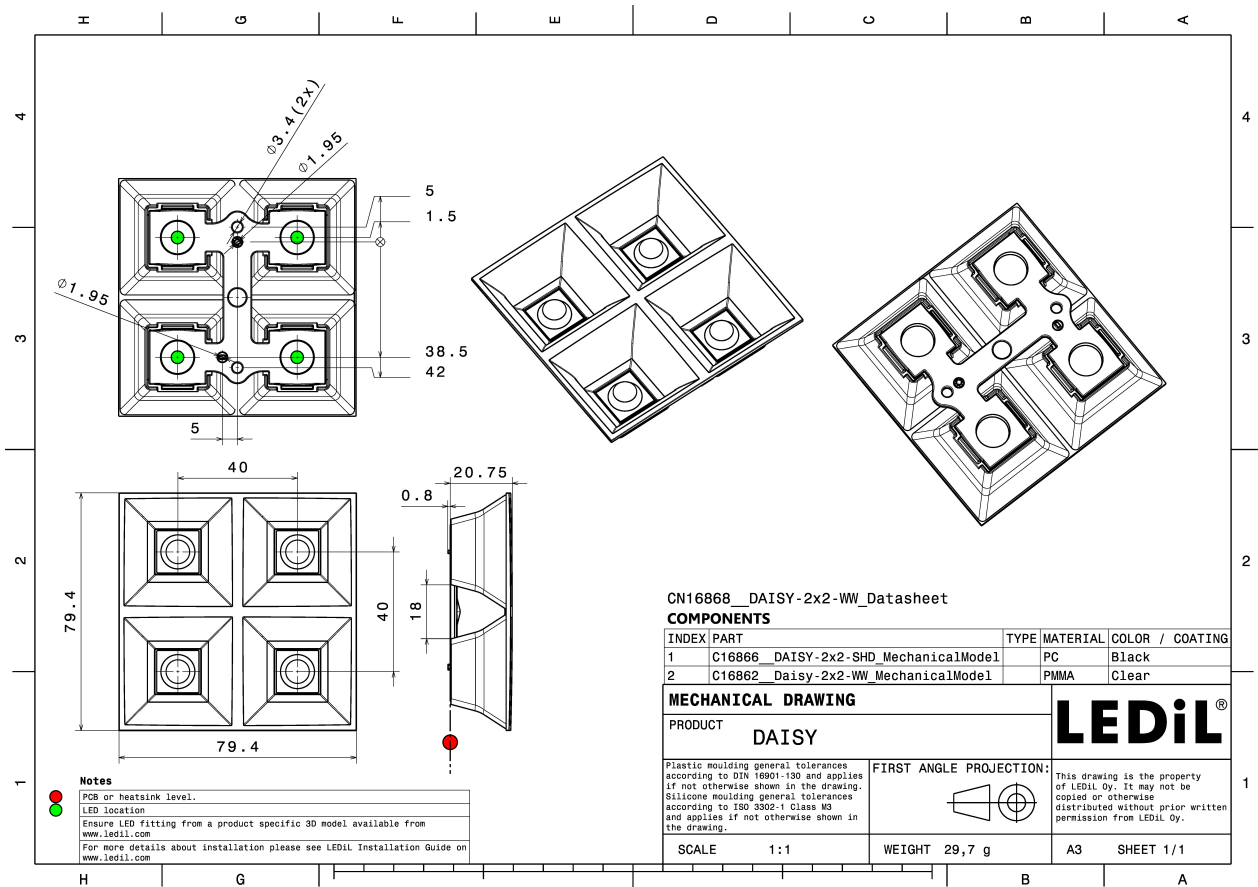 H G F E D C B A
4
4
Ø3.4(2x)
Ø1.95
5
1.5
Ø1.95
3
3
38.5
42
5
40
20.75
0.8
2
2
79.4
40
18
79.4
CN16868__DAISY-2x2-WW_Datasheet
COMPONENTS
INDEX PART TYPE MATERIAL COLOR / COATING
1 C16866__DAISY-2x2-SHD_MechanicalModel PC Black
2 C16862__Daisy-2x2-WW_MechanicalModel PMMA Clear
MECHANICAL DRAWING
PRODUCT
DAISY
LEDiL®
Plastic moulding general tolerances
according to DIN 16901-130 and applies
if not otherwise shown in the drawing.
Silicone moulding general tolerances
according to ISO 3302-1 Class M3
and applies if not otherwise shown in
the drawing.
FIRST ANGLE PROJECTION:
This drawing is the property
of LEDiL Oy. It may not be
copied or otherwise
distributed without prior written
permission from LEDiL Oy.
1
1
SCALE 1:1
WEIGHT 29,7 g
A3 SHEET 1/1
Notes
PCB or heatsink level.
LED location
Ensure LED fitting from a product specific 3D model available from
www.ledil.com
For more details about installation please see LEDiL Installation Guide on
www.ledil.com
H G B A